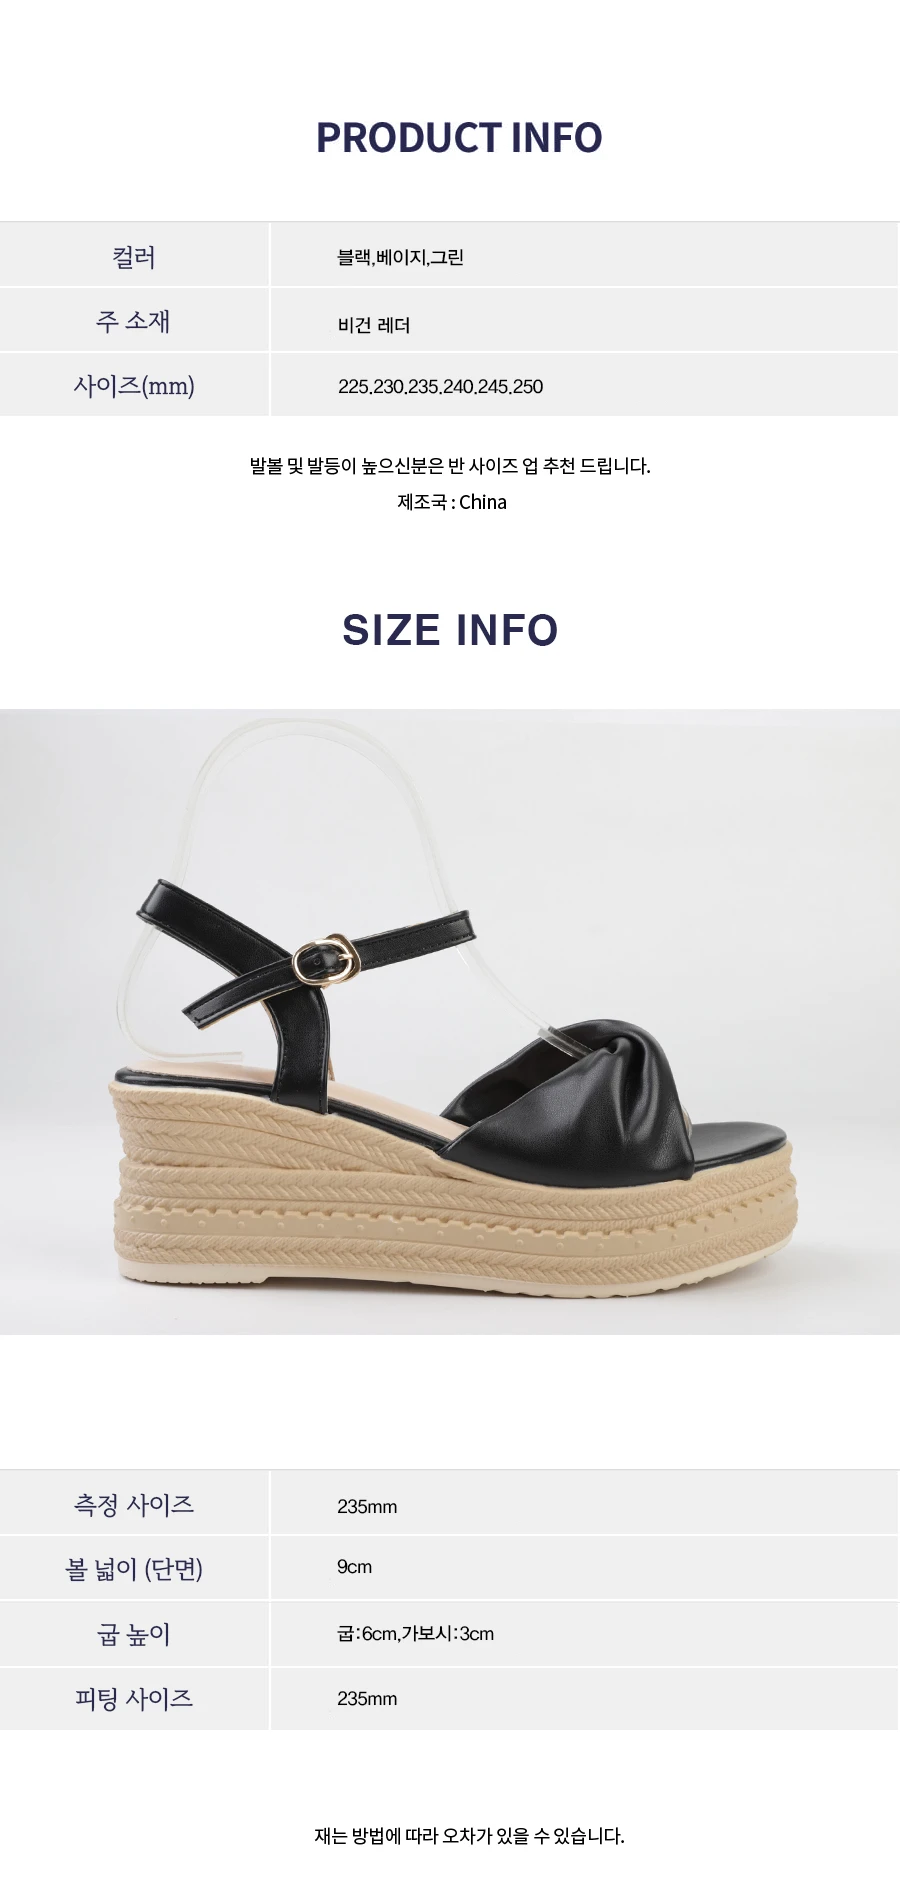 PRODUCT INFO
컬러 블랙,베이지,그린
주 소재 비건 레더
사이즈(mm) 225.230.235.240.245.250
발볼 및 발등이 높으신분은 반 사이즈 업 추천 드립니다.
제조국 : China
SIZE INFO
측정 사이즈 235mm
볼 넓이 (단면) 9cm
굽 높이 굽:6cm,가보시:3cm
피팅 사이즈 235mm
재는 방법에 따라 오차가 있을 수 있습니다.